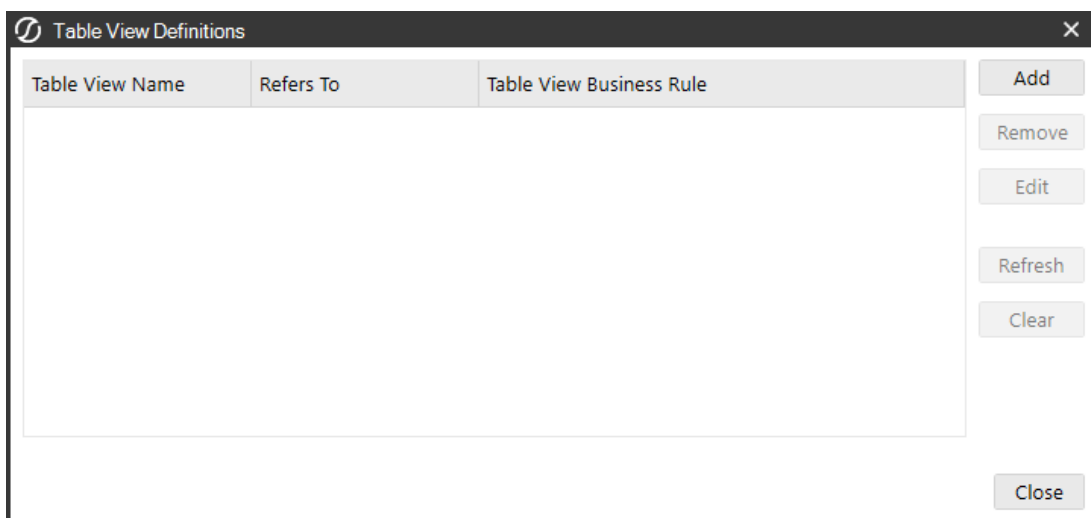 Table View Definitions
Table View Name Refers To Table View Business Rule
Add
Remove
Edit
Refresh
Clear
Close